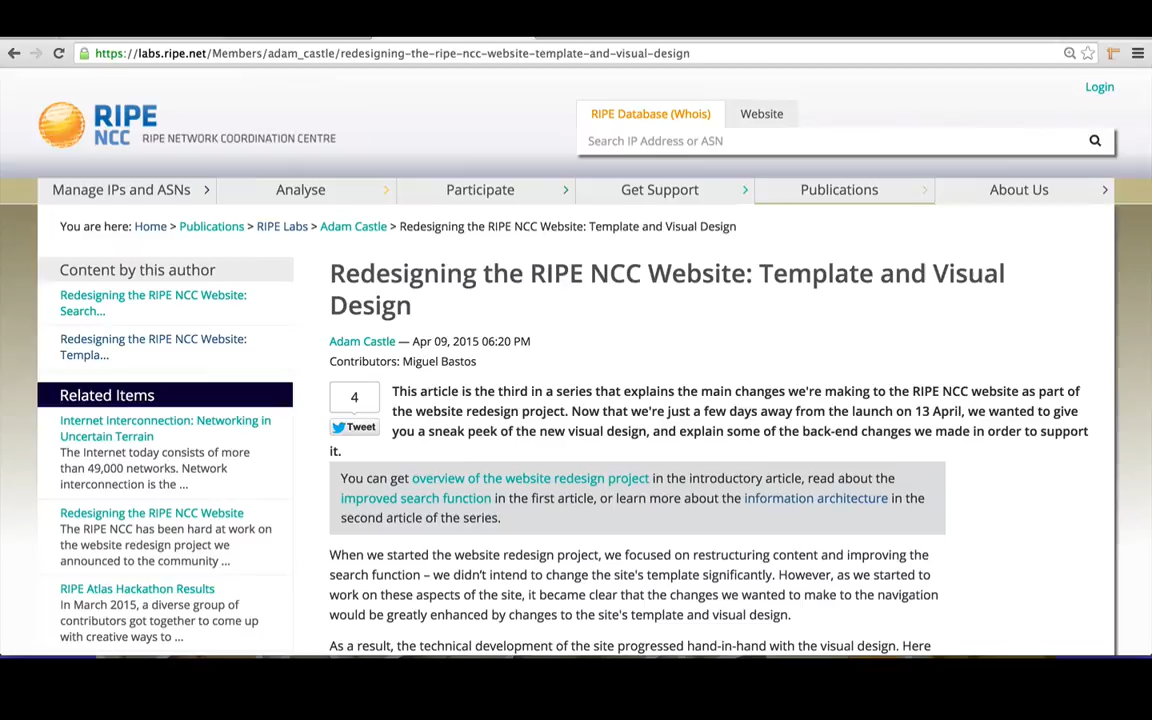 https://labs.ripe.net/Members/adam_castle/redesigning-the-ripe-ncc-website-template-and-visual-design
Login
RIPE
NCC RIPE NETWORK COORDINATION CENTRE
RIPE Database (Whois) Website
Search IP Address or ASN
Manage IPs and ASNs Analyse Participate Get Support Publications About Us
You are here: Home > Publications > RIPE Labs > Adam Castle > Redesigning the RIPE NCC Website: Template and Visual Design
Content by this author
Redesigning the RIPE NCC Website:
Search...
Redesigning the RIPE NCC Website:
Templa...
Related Items
Internet Interconnection: Networking in
Uncertain Terrain
The Internet today consists of more
than 49,000 networks. Network
interconnection is the ...
Redesigning the RIPE NCC Website
The RIPE NCC has been hard at work on
the website redesign project we
announced to the community ...
RIPE Atlas Hackathon Results
In March 2015, a diverse group of
contributors got together to come up
with creative ways to ...
Redesigning the RIPE NCC Website: Template and Visual
Design
Adam Castle — Apr 09, 2015 06:20 PM
Contributors: Miguel Bastos
4
Tweet
This article is the third in a series that explains the main changes we're making to the RIPE NCC website as part of
the website redesign project. Now that we're just a few days away from the launch on 13 April, we wanted to give
you a sneak peek of the new visual design, and explain some of the back-end changes we made in order to support
it.
You can get overview of the website redesign project in the introductory article, read about the
improved search function in the first article, or learn more about the information architecture in the
second article of the series.
When we started the website redesign project, we focused on restructuring content and improving the
search function – we didn't intend to change the site's template significantly. However, as we started to
work on these aspects of the site, it became clear that the changes we wanted to make to the navigation
would be greatly enhanced by changes to the site's template and visual design.
As a result, the technical development of the site progressed hand-in-hand with the visual design. Here